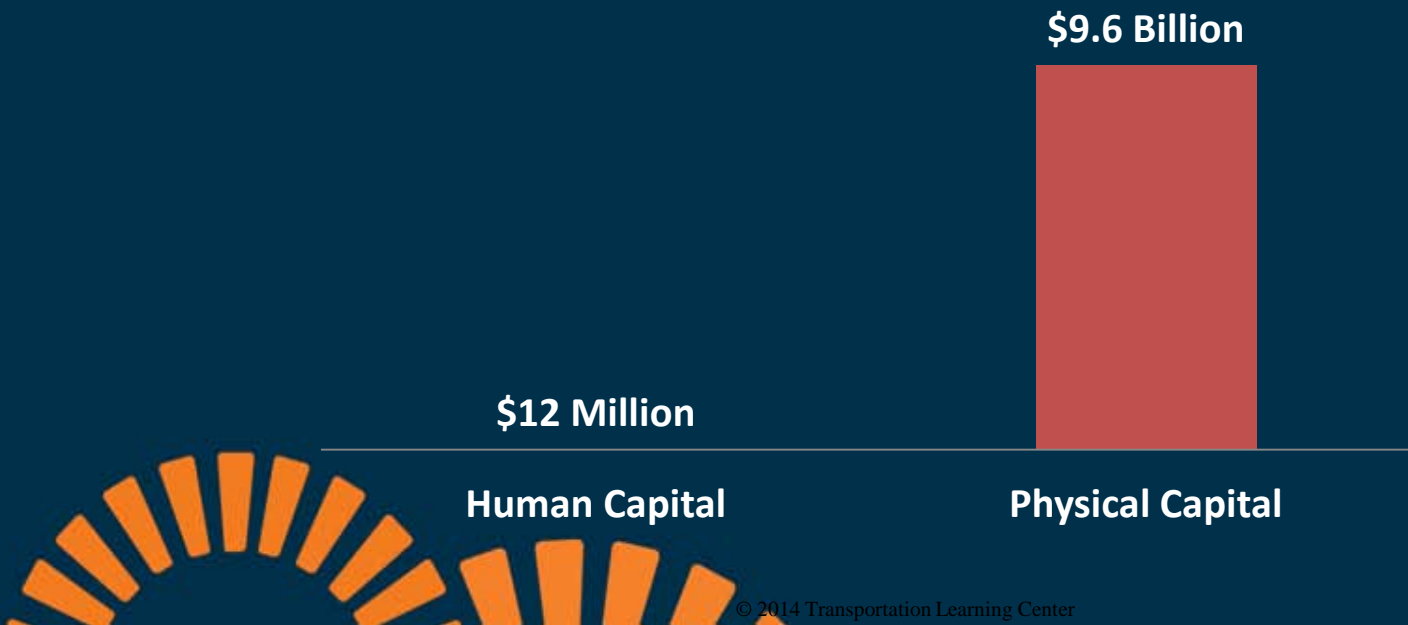 $9.6 Billion
$12 Million
Human Capital
Physical Capital
© 2014 Transportation Learning Center